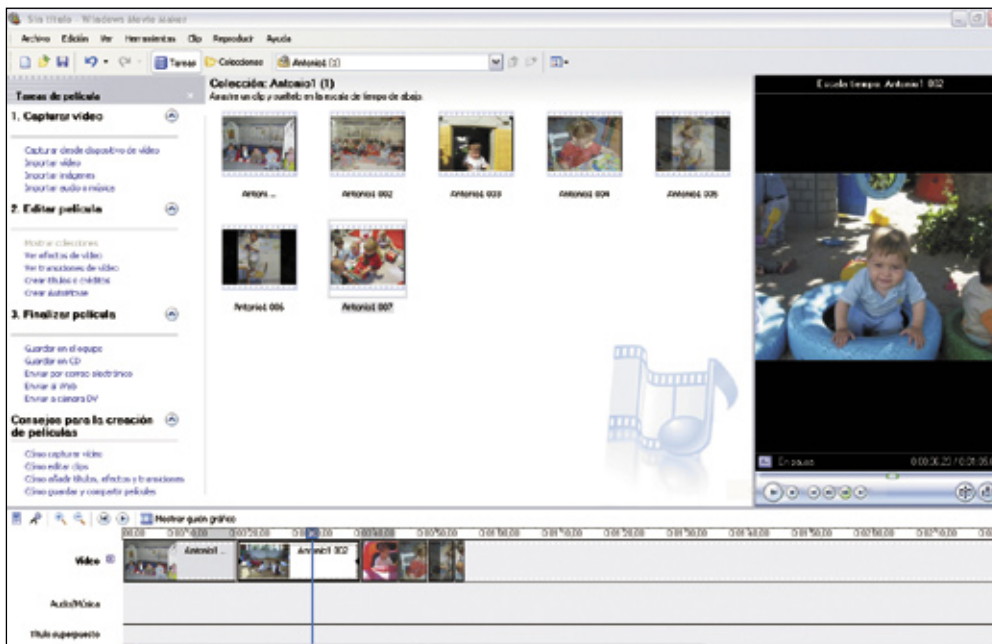 Sin título - Windows Movie Maker
Archivo Edición Ver Herramientas Clip Reproducir Ayuda
Tareas Colecciones Antonio1 (1)
Tareas de película
1. Capturar vídeo
Capturar desde dispositivo de vídeo
Importar vídeo
Importar imágenes
Importar audio o música
2. Editar película
Mostrar colecciones
Ver efectos de vídeo
Ver transiciones de vídeo
Crear títulos o créditos
Crear AutoMovie
3. Finalizar película
Guardar en el equipo
Guardar en CD
Enviar por correo electrónico
Enviar al Web
Enviar a cámara DV
Consejos para la creación
de películas
Cómo capturar vídeo
Cómo editar clips
Cómo añadir títulos, efectos y transiciones
Cómo guardar y compartir películas
Colección: Antonio1 (1)
Arrastre un clip y suéltelo en la escala de tiempo de abajo.
Antoni ... Antonio1 002 Antonio1 003 Antonio1 004 Antonio1 005
Antonio1 006 Antonio1 007
Escala tiempo: Antonio1 002
En pausa
Mostrar guión gráfico
Vídeo Antonio1 ... Antonio1 002
Audio/Música
Título superpuesto